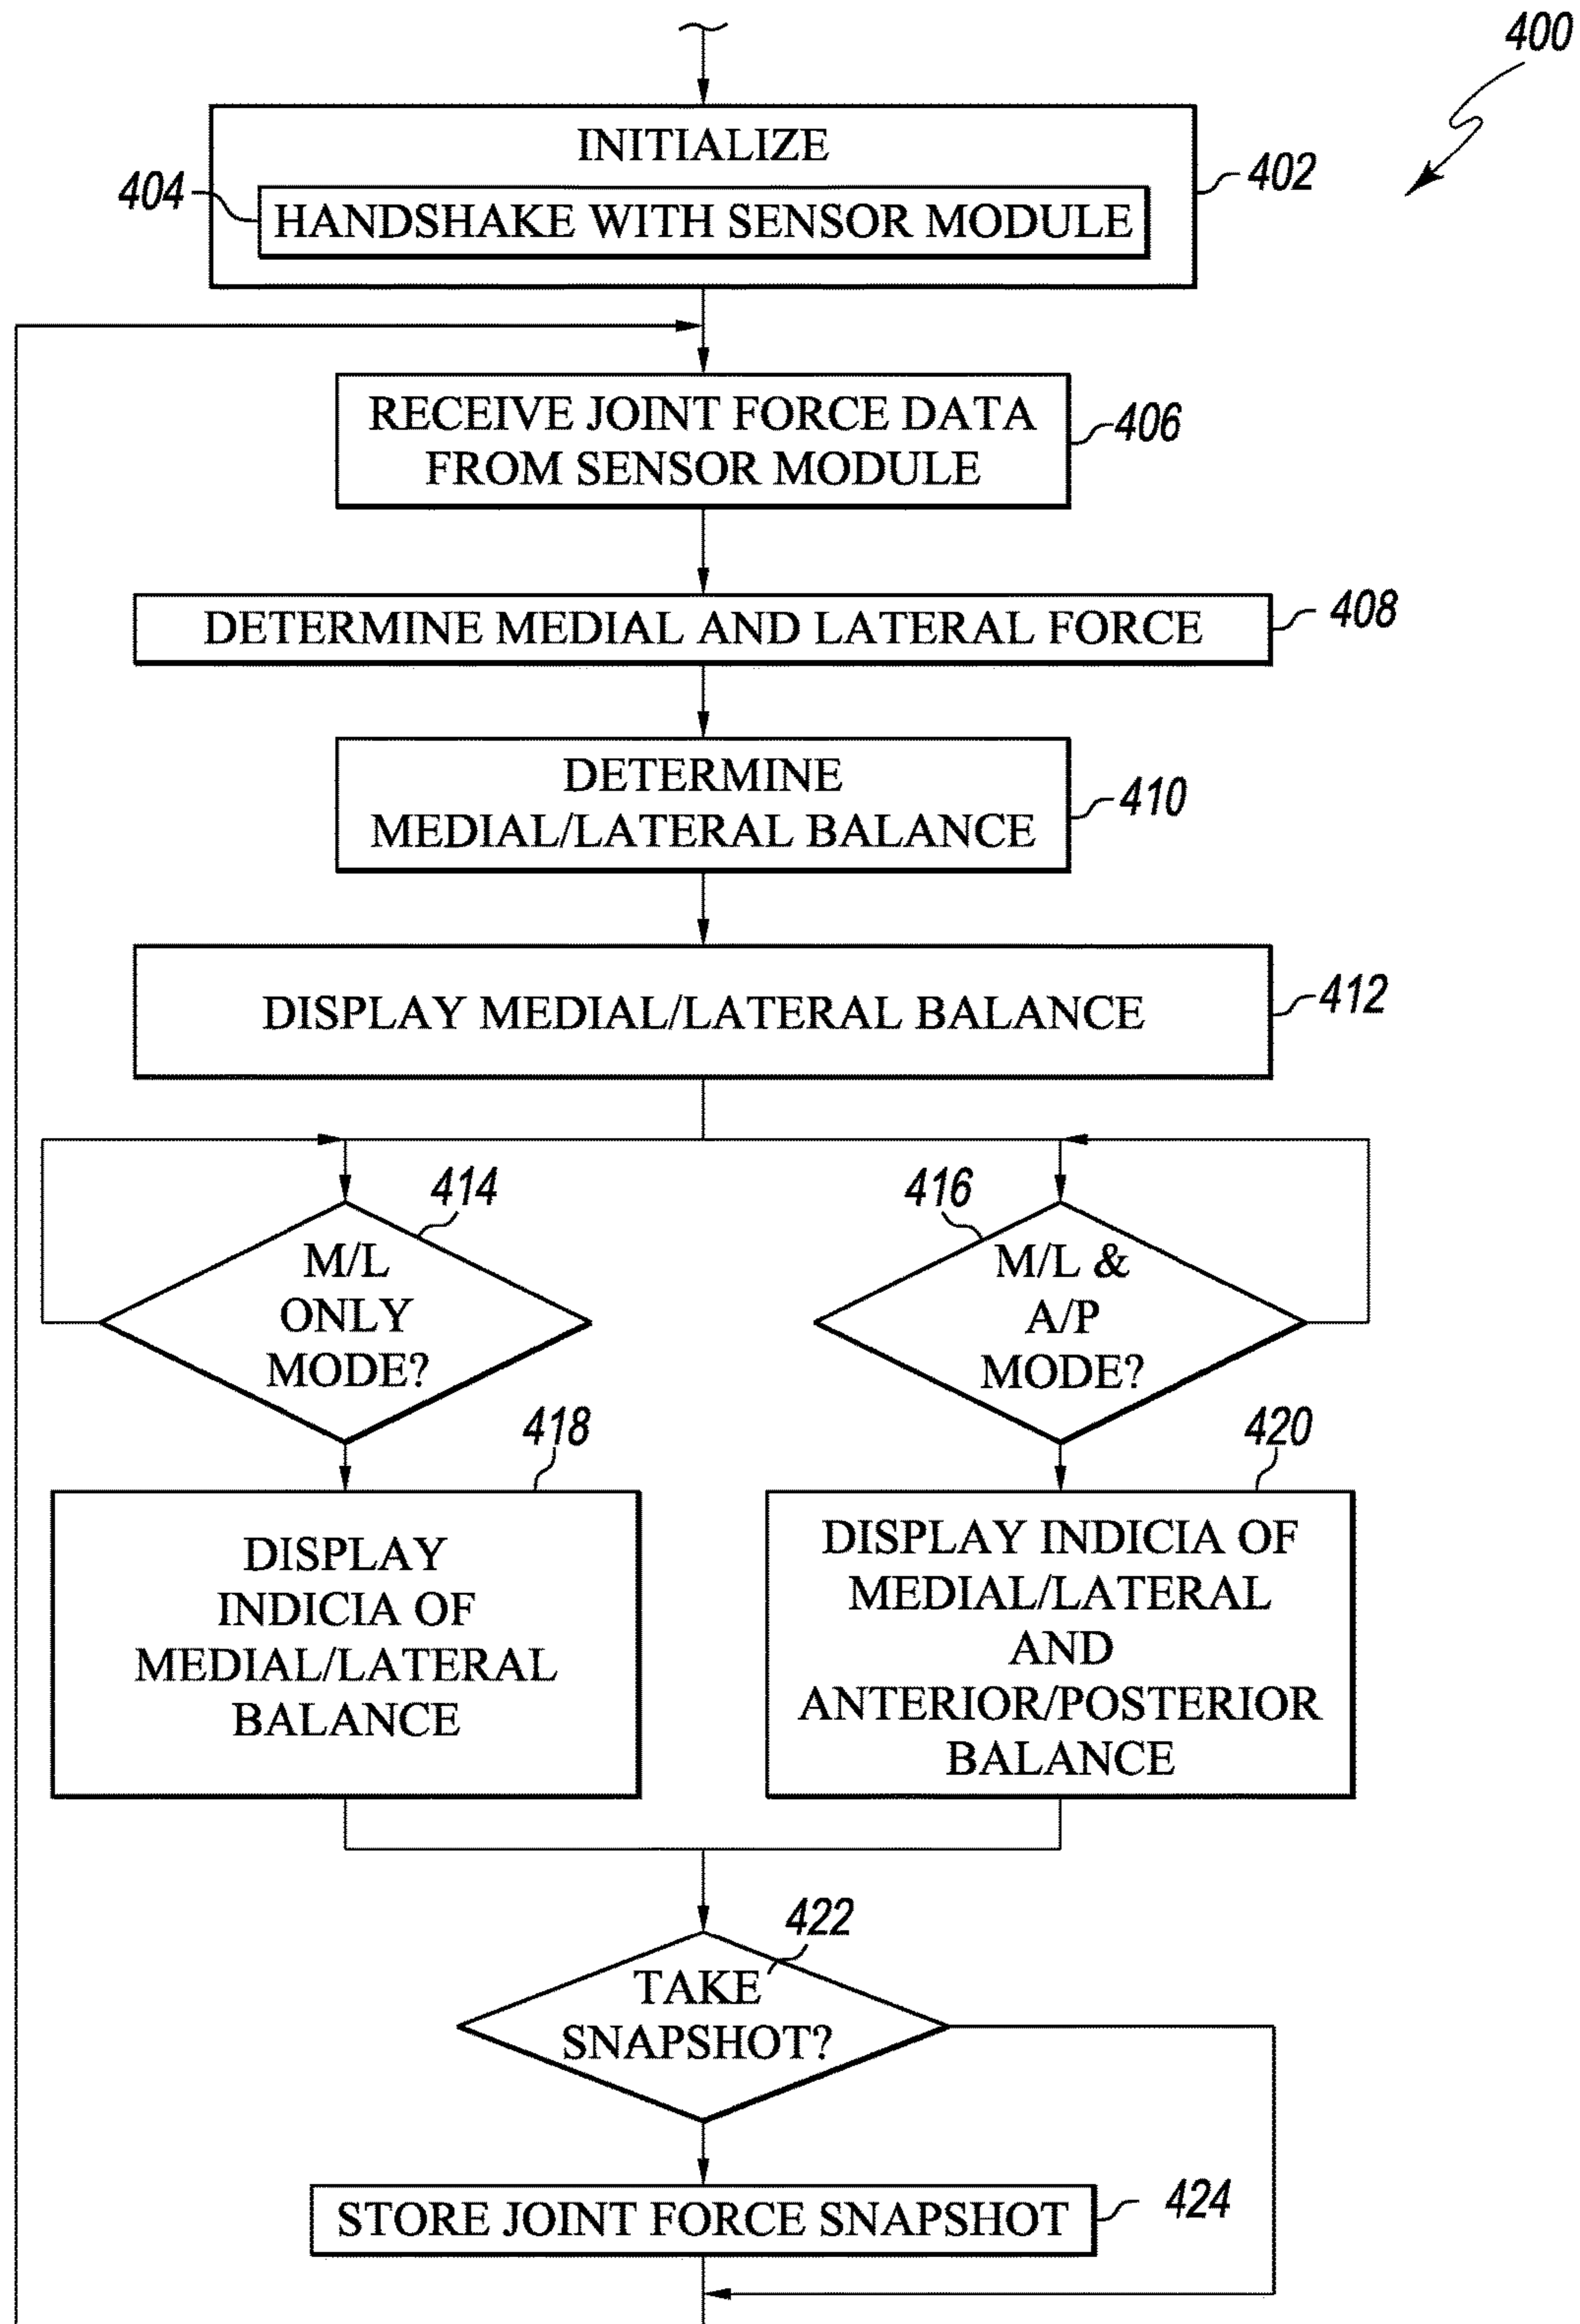 400
INITIALIZE
402
404
HANDSHAKE WITH SENSOR MODULE
RECEIVE JOINT FORCE DATA
FROM SENSOR MODULE
406
DETERMINE MEDIAL AND LATERAL FORCE
408
DETERMINE
MEDIAL/LATERAL BALANCE
410
DISPLAY MEDIAL/LATERAL BALANCE
412
414
M/L
ONLY
MODE?
416
M/L &
A/P
MODE?
418
DISPLAY
INDICIA OF
MEDIAL/LATERAL
BALANCE
420
DISPLAY INDICIA OF
MEDIAL/LATERAL
AND
ANTERIOR/POSTERIOR
BALANCE
422
TAKE
SNAPSHOT?
STORE JOINT FORCE SNAPSHOT
424